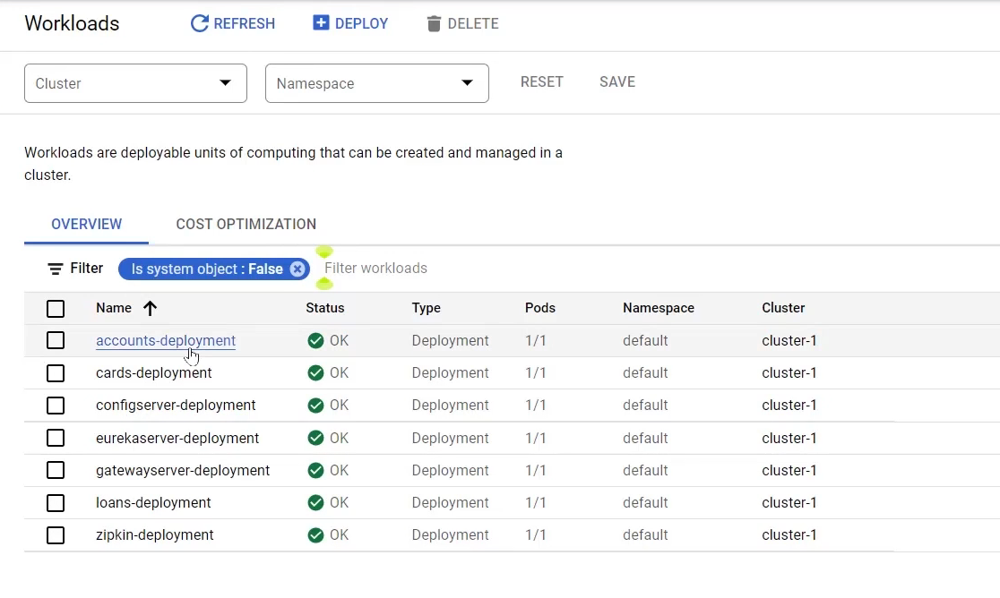 Workloads REFRESH DEPLOY DELETE
Cluster Namespace RESET SAVE
Workloads are deployable units of computing that can be created and managed in a
cluster.
OVERVIEW COST OPTIMIZATION
Filter Is system object : False Filter workloads
Name Status Type Pods Namespace Cluster
accounts-deployment OK Deployment 1/1 default cluster-1
cards-deployment OK Deployment 1/1 default cluster-1
configserver-deployment OK Deployment 1/1 default cluster-1
eurekaserver-deployment OK Deployment 1/1 default cluster-1
gatewayserver-deployment OK Deployment 1/1 default cluster-1
loans-deployment OK Deployment 1/1 default cluster-1
zipkin-deployment OK Deployment 1/1 default cluster-1